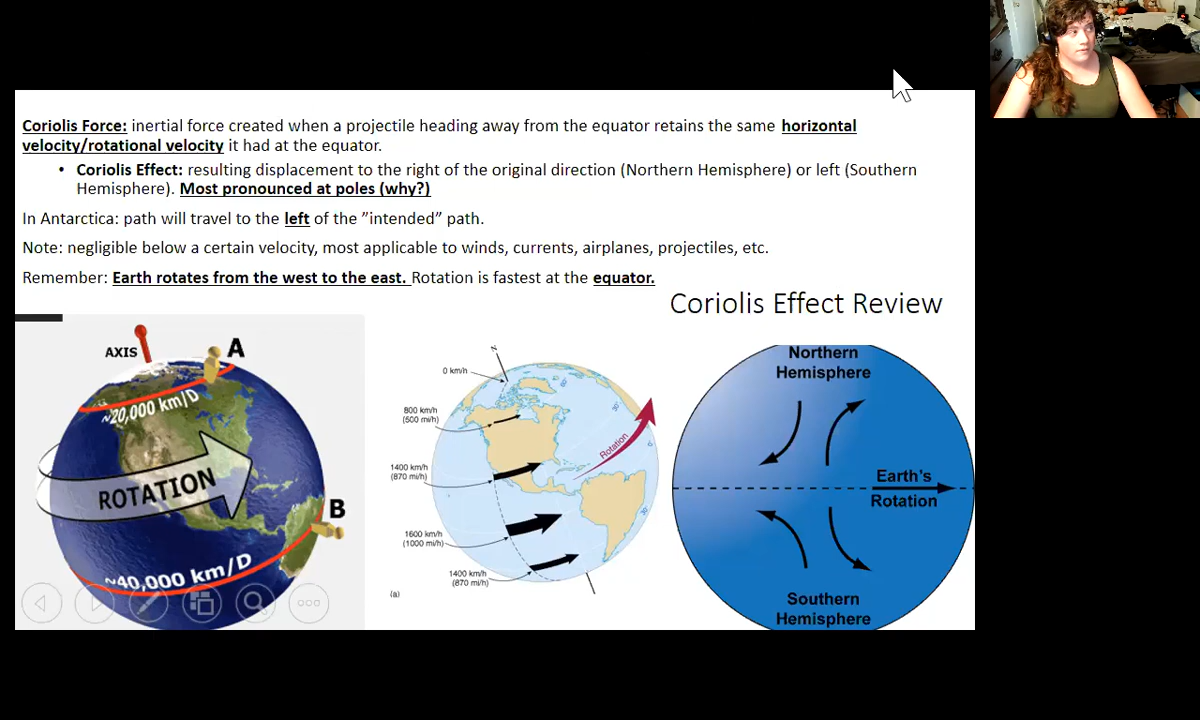 Coriolis Force: inertial force created when a projectile heading away from the equator retains the same horizontal
velocity/rotational velocity it had at the equator.
• Coriolis Effect: resulting displacement to the right of the original direction (Northern Hemisphere) or left (Southern
Hemisphere). Most pronounced at poles (why?)
In Antarctica: path will travel to the left of the ”intended” path.
Note: negligible below a certain velocity, most applicable to winds, currents, airplanes, projectiles, etc.
Remember: Earth rotates from the west to the east. Rotation is fastest at the equator.
Coriolis Effect Review
AXIS
A
~20,000 km/D
ROTATION
B
~40,000 km/D
N
0 km/h
800 km/h
(500 mi/h)
1400 km/h
(870 mi/h)
1600 km/h
(1000 mi/h)
1400 km/h
(870 mi/h)
Rotation
(a)
Northern
Hemisphere
Earth's
Rotation
Southern
Hemisphere